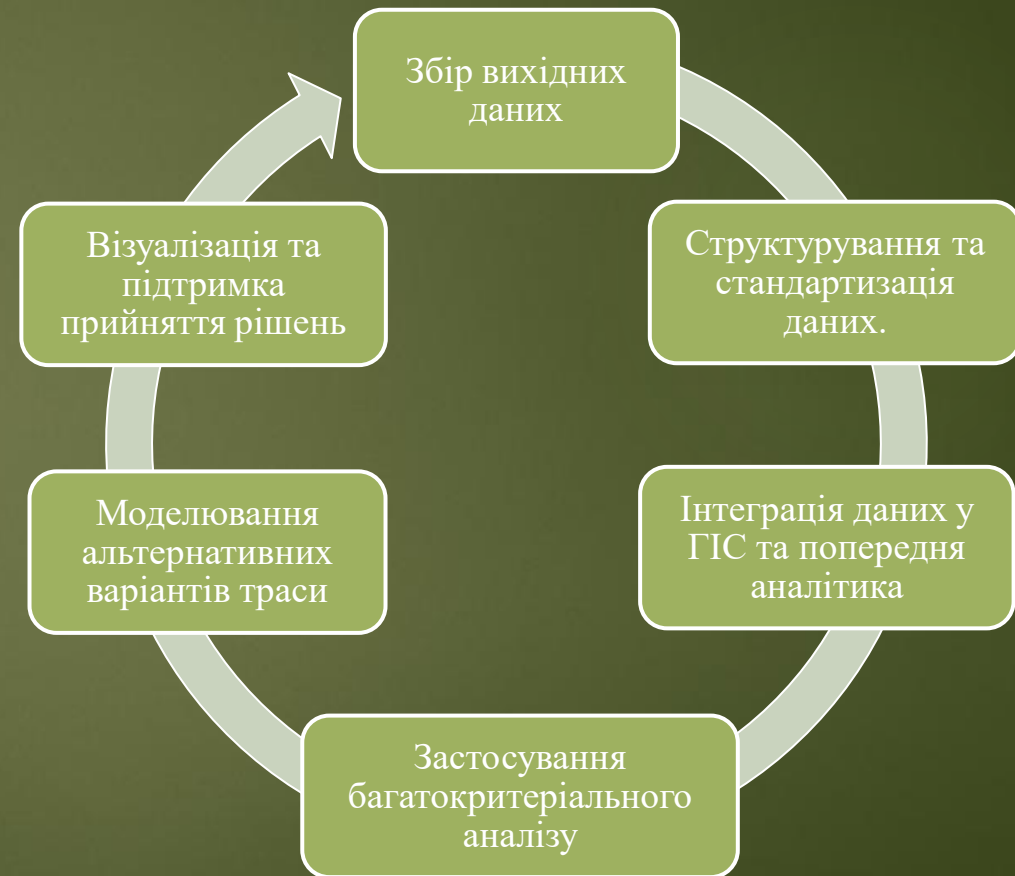 Збір вихідних
даних
Структурування та
стандартизація
даних.
Інтеграція даних у
ГІС та попередня
аналітика
Застосування
багатокритеріального
аналізу
Моделювання
альтернативних
варіантів траси
Візуалізація та
підтримка
прийняття рішень